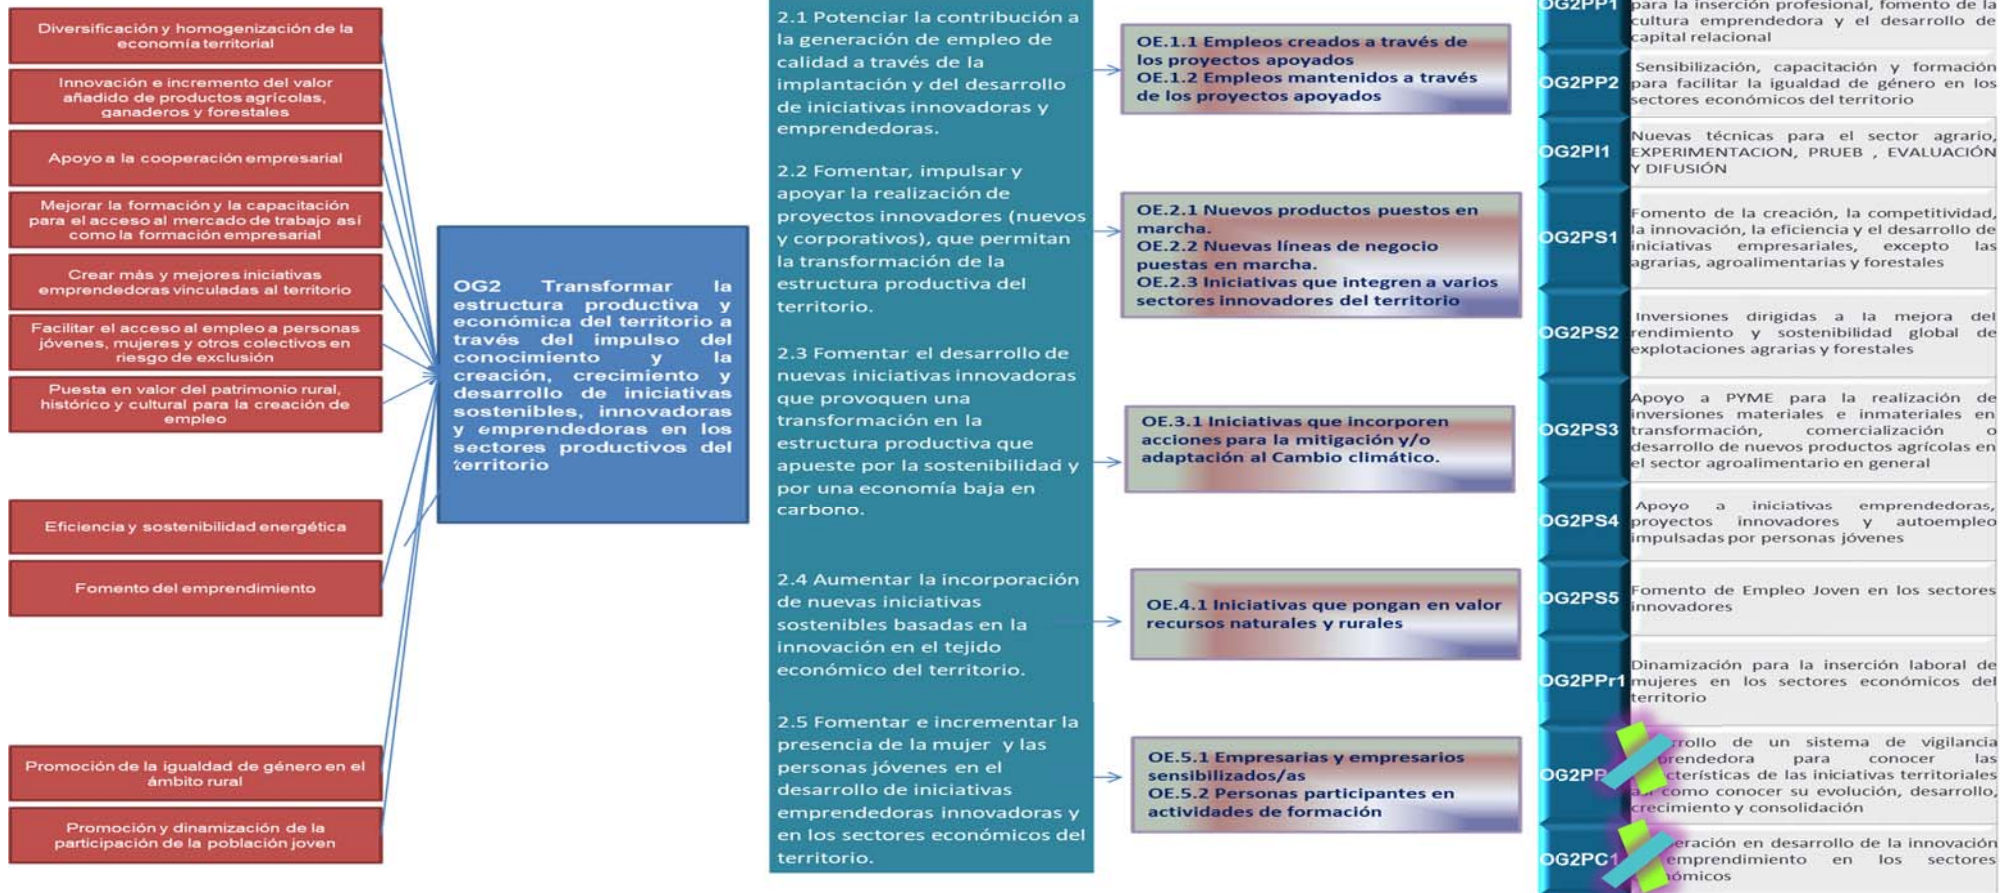 Diversificación y homogenización de la
economía territorial
Innovación e incremento del valor
añadido de productos agrícolas,
ganaderos y forestales
Apoyo a la cooperación empresarial
Mejorar la formación y la capacitación
para el acceso al mercado de trabajo así
como la formación empresarial
Crear más y mejores iniciativas
emprendedoras vinculadas al territorio
Facilitar el acceso al empleo a personas
jóvenes, mujeres y otros colectivos en
riesgo de exclusión
Puesta en valor del patrimonio rural,
histórico y cultural para la creación de
empleo
Eficiencia y sostenibilidad energética
Fomento del emprendimiento
Promoción de la igualdad de género en el
ámbito rural
Promoción y dinamización de la
participación de la población joven
OG2 Transformar la
estructura productiva y
económica del territorio a
través del impulso del
conocimiento y la
creación, crecimiento y
desarrollo de iniciativas
sostenibles, innovadoras
y emprendedoras en los
sectores productivos del
territorio
2.1 Potenciar la contribución a
la generación de empleo de
calidad a través de la
implantación y del desarrollo
de iniciativas innovadoras y
emprendedoras.
2.2 Fomentar, impulsar y
apoyar la realización de
proyectos innovadores (nuevos
y corporativos), que permitan
la transformación de la
estructura productiva del
territorio.
2.3 Fomentar el desarrollo de
nuevas iniciativas innovadoras
que provoquen una
transformación en la
estructura productiva que
apueste por la sostenibilidad y
por una economía baja en
carbono.
2.4 Aumentar la incorporación
de nuevas iniciativas
sostenibles basadas en la
innovación en el tejido
económico del territorio.
2.5 Fomentar e incrementar la
presencia de la mujer y las
personas jóvenes en el
desarrollo de iniciativas
emprendedoras innovadoras y
en los sectores económicos del
territorio.
OE.1.1 Empleos creados a través de
los proyectos apoyados
OE.1.2 Empleos mantenidos a través
de los proyectos apoyados
OE.2.1 Nuevos productos puestos en
marcha.
OE.2.2 Nuevas líneas de negocio
puestas en marcha.
OE.2.3 Iniciativas que integren a varios
sectores innovadores del territorio
OE.3.1 Iniciativas que incorporen
acciones para la mitigación y/o
adaptación al Cambio climático.
OE.4.1 Iniciativas que pongan en valor
recursos naturales y rurales
OE.5.1 Empresarias y empresarios
sensibilizados/as
OE.5.2 Personas participantes en
actividades de formación
OG2PP1
para la inserción profesional, fomento de la
cultura emprendedora y el desarrollo de
capital relacional
OG2PP2
Sensibilización, capacitación y formación
para facilitar la igualdad de género en los
sectores económicos del territorio
OG2PI1
Nuevas técnicas para el sector agrario,
EXPERIMENTACION, PRUEB , EVALUACIÓN
Y DIFUSIÓN
OG2PS1
Fomento de la creación, la competitividad,
la innovación, la eficiencia y el desarrollo de
iniciativas empresariales, excepto las
agrarias, agroalimentarias y forestales
OG2PS2
Inversiones dirigidas a la mejora del
rendimiento y sostenibilidad global de
explotaciones agrarias y forestales
OG2PS3
Apoyo a PYME para la realización de
inversiones materiales e inmateriales en
transformación, comercialización o
desarrollo de nuevos productos agrícolas en
el sector agroalimentario en general
OG2PS4
Apoyo a iniciativas emprendedoras,
proyectos innovadores y autoempleo
impulsadas por personas jóvenes
OG2PS5
Fomento de Empleo Joven en los sectores
innovadores
OG2PPr1
Dinamización para la inserción laboral de
mujeres en los sectores económicos del
territorio
OG2PP
rrollo de un sistema de vigilancia
rendedora para conocer las
cterísticas de las iniciativas territoriales
así como conocer su evolución, desarrollo,
crecimiento y consolidación
OG2PC1
eración en desarrollo de la innovación
emprendimiento en los sectores
ómicos